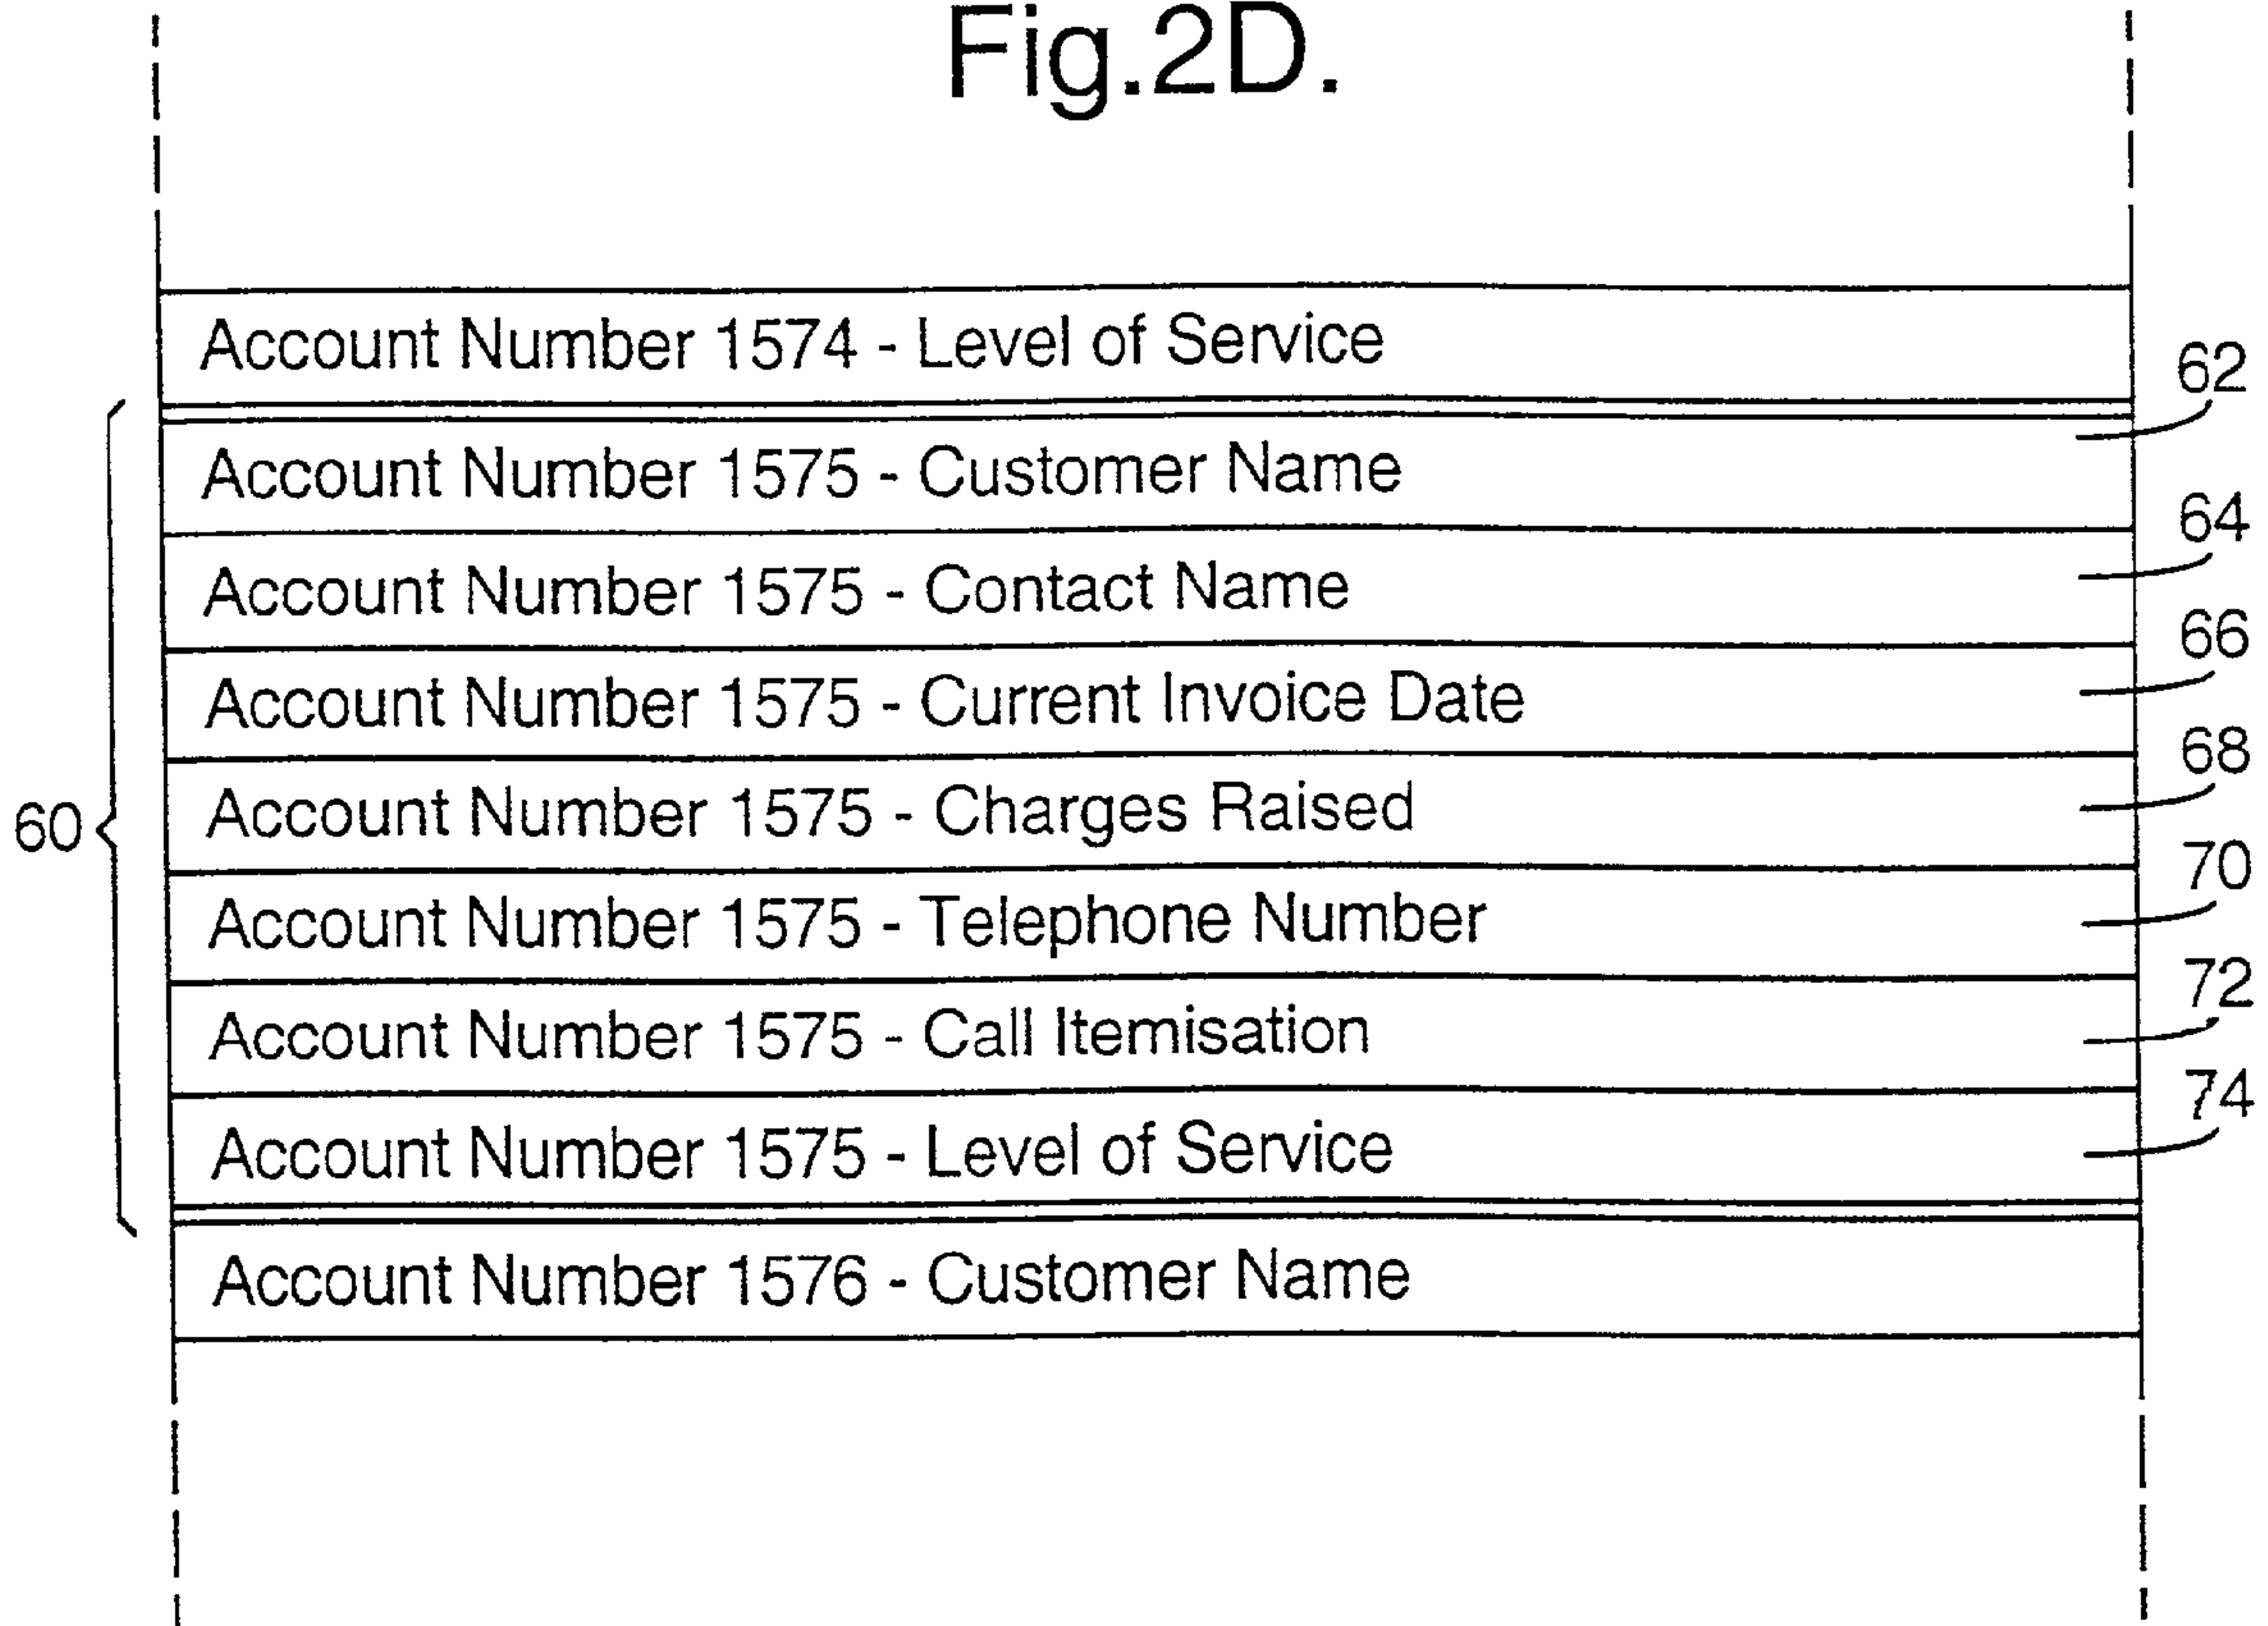 Fig.2D.
Account Number 1574 - Level of Service
62
Account Number 1575 - Customer Name
64
Account Number 1575 - Contact Name
66
Account Number 1575 - Current Invoice Date
68
Account Number 1575 - Charges Raised
60
70
Account Number 1575 - Telephone Number
72
Account Number 1575 - Call Itemisation
74
Account Number 1575 - Level of Service
Account Number 1576 - Customer Name